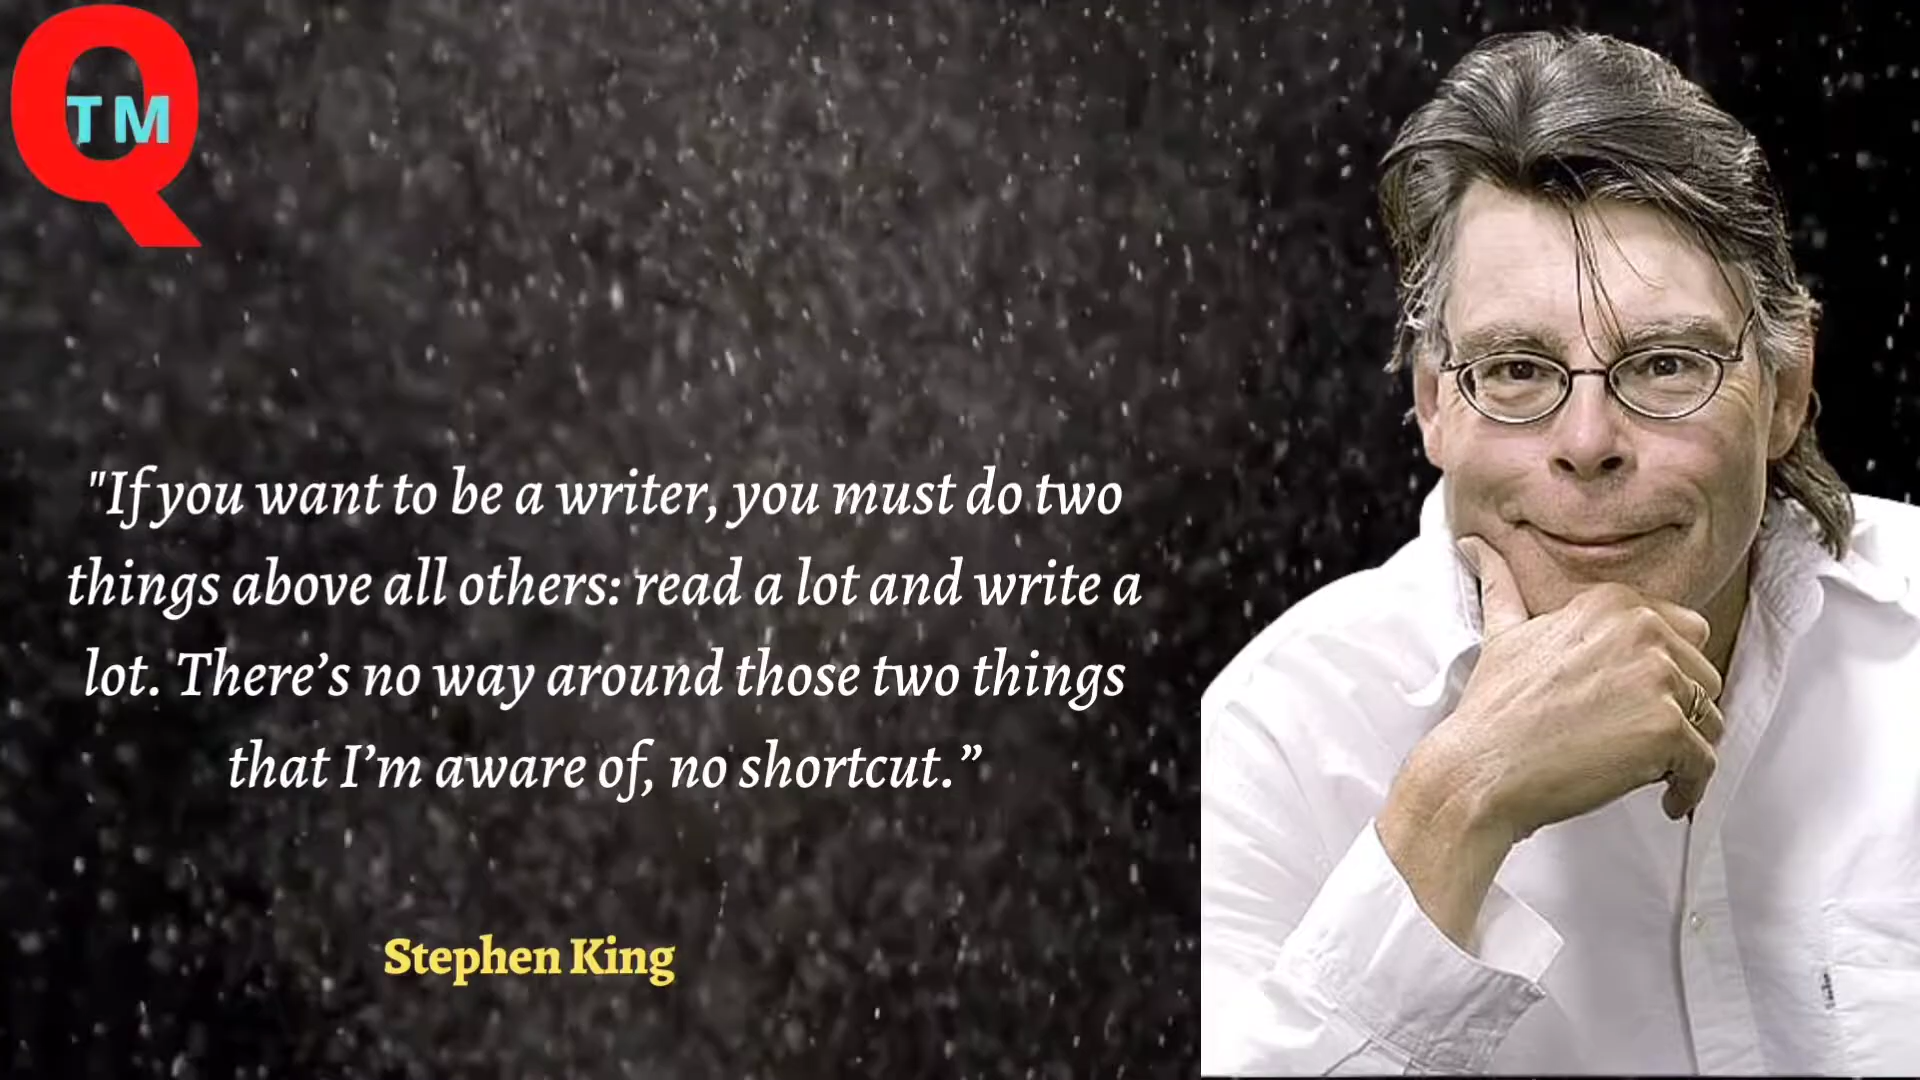 TM
"If you want to be a writer, you must do two
things above all others: read a lot and write a
lot. There’s no way around those two things
that I’m aware of, no shortcut.”
Stephen King